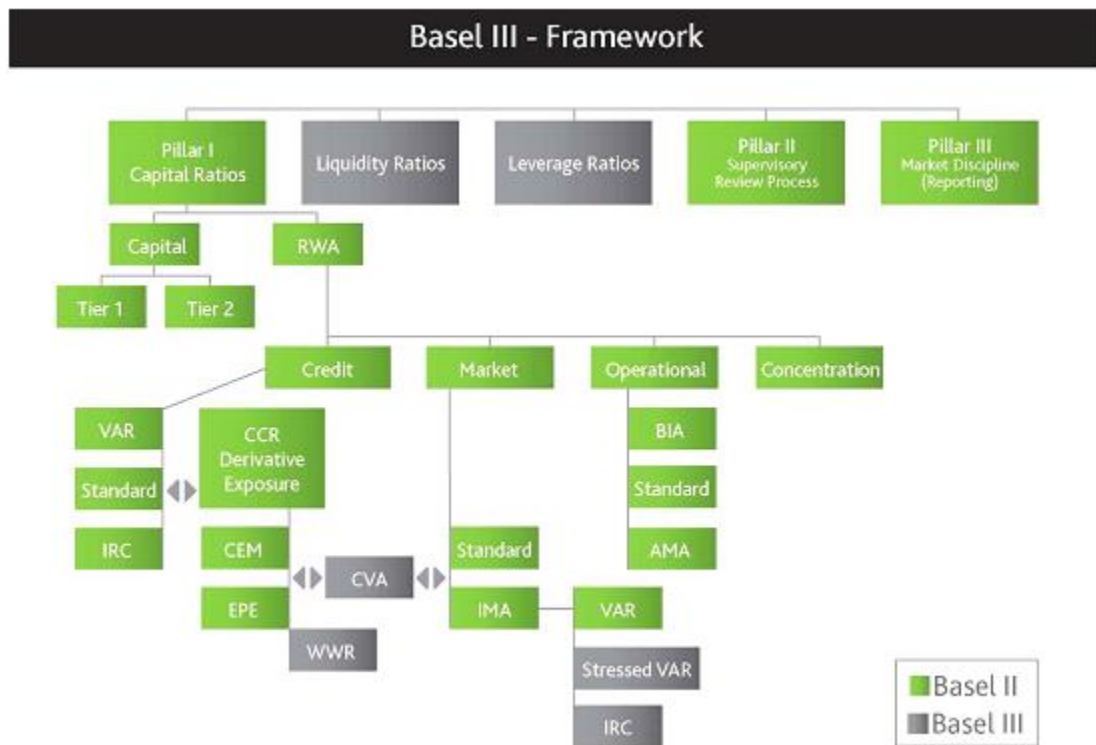 Basel III - Framework
Pillar I
Capital Ratios
Liquidity Ratios
Leverage Ratios
Pillar II
Supervisory
Review Process
Pillar III
Market Discipline
(Reporting)
Capital
RWA
Tier 1
Tier 2
Credit
Market
Operational
Concentration
VAR
CCR
Derivative
Exposure
BIA
Standard
Standard
IRC
CEM
Standard
AMA
CVA
EPE
IMA
VAR
WWR
Stressed VAR
IRC
Basel II
Basel III